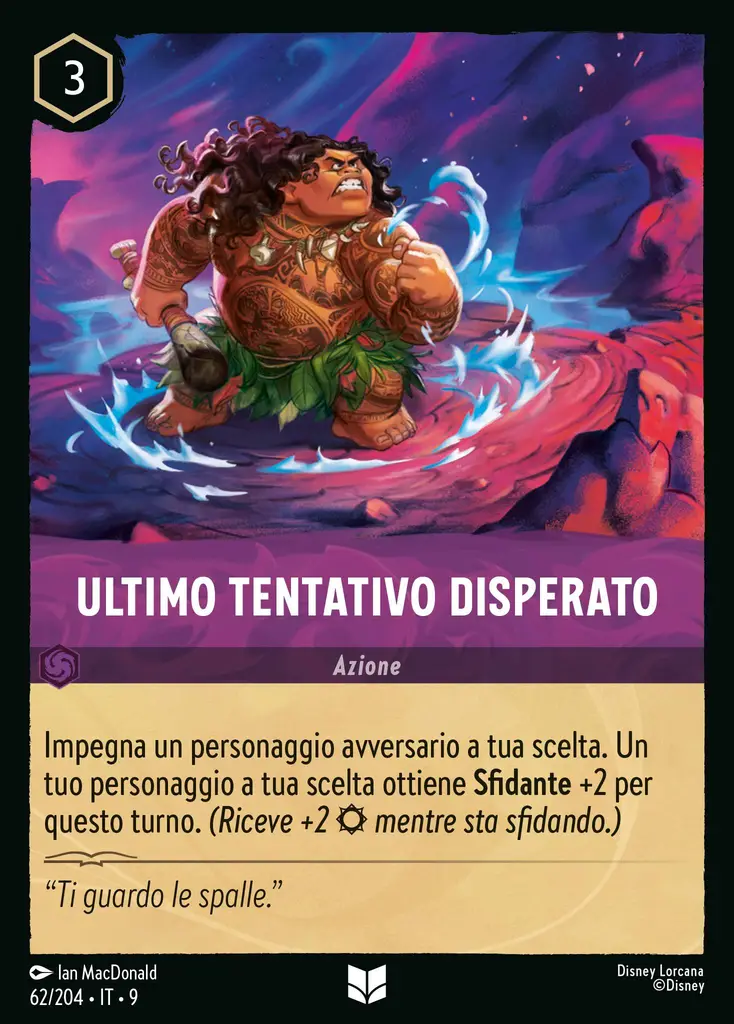 3
ULTIMO TENTATIVO DISPERATO
Azione
Impegna un personaggio avversario a tua scelta. Un
tuo personaggio a tua scelta ottiene Sfidante +2 per
questo turno. (Riceve +2 mentre sta sfidando.)
“Ti guardo le spalle.”
Ian MacDonald
62/204 • IT • 9
Disney Lorcana
©Disney